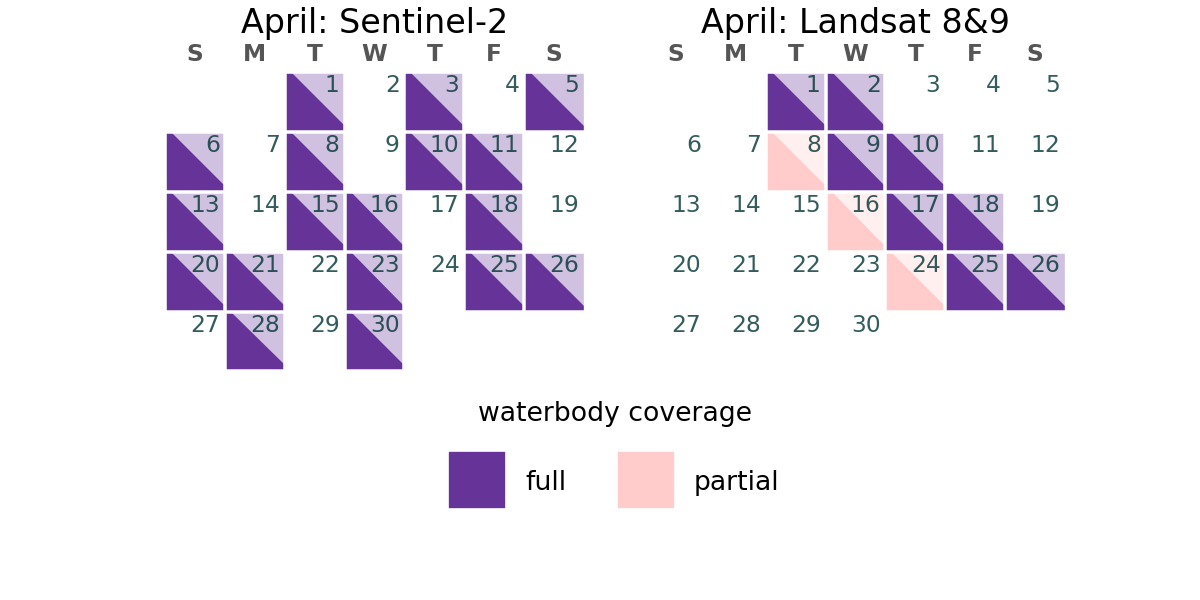 April: Sentinel-2
S M T W T F S
1 2 3 4 5
6 7 8 9 10 11 12
13 14 15 16 17 18 19
20 21 22 23 24 25 26
27 28 29 30
April: Landsat 8&9
S M T W T F S
1 2 3 4 5
6 7 8 9 10 11 12
13 14 15 16 17 18 19
20 21 22 23 24 25 26
27 28 29 30
waterbody coverage
full partial